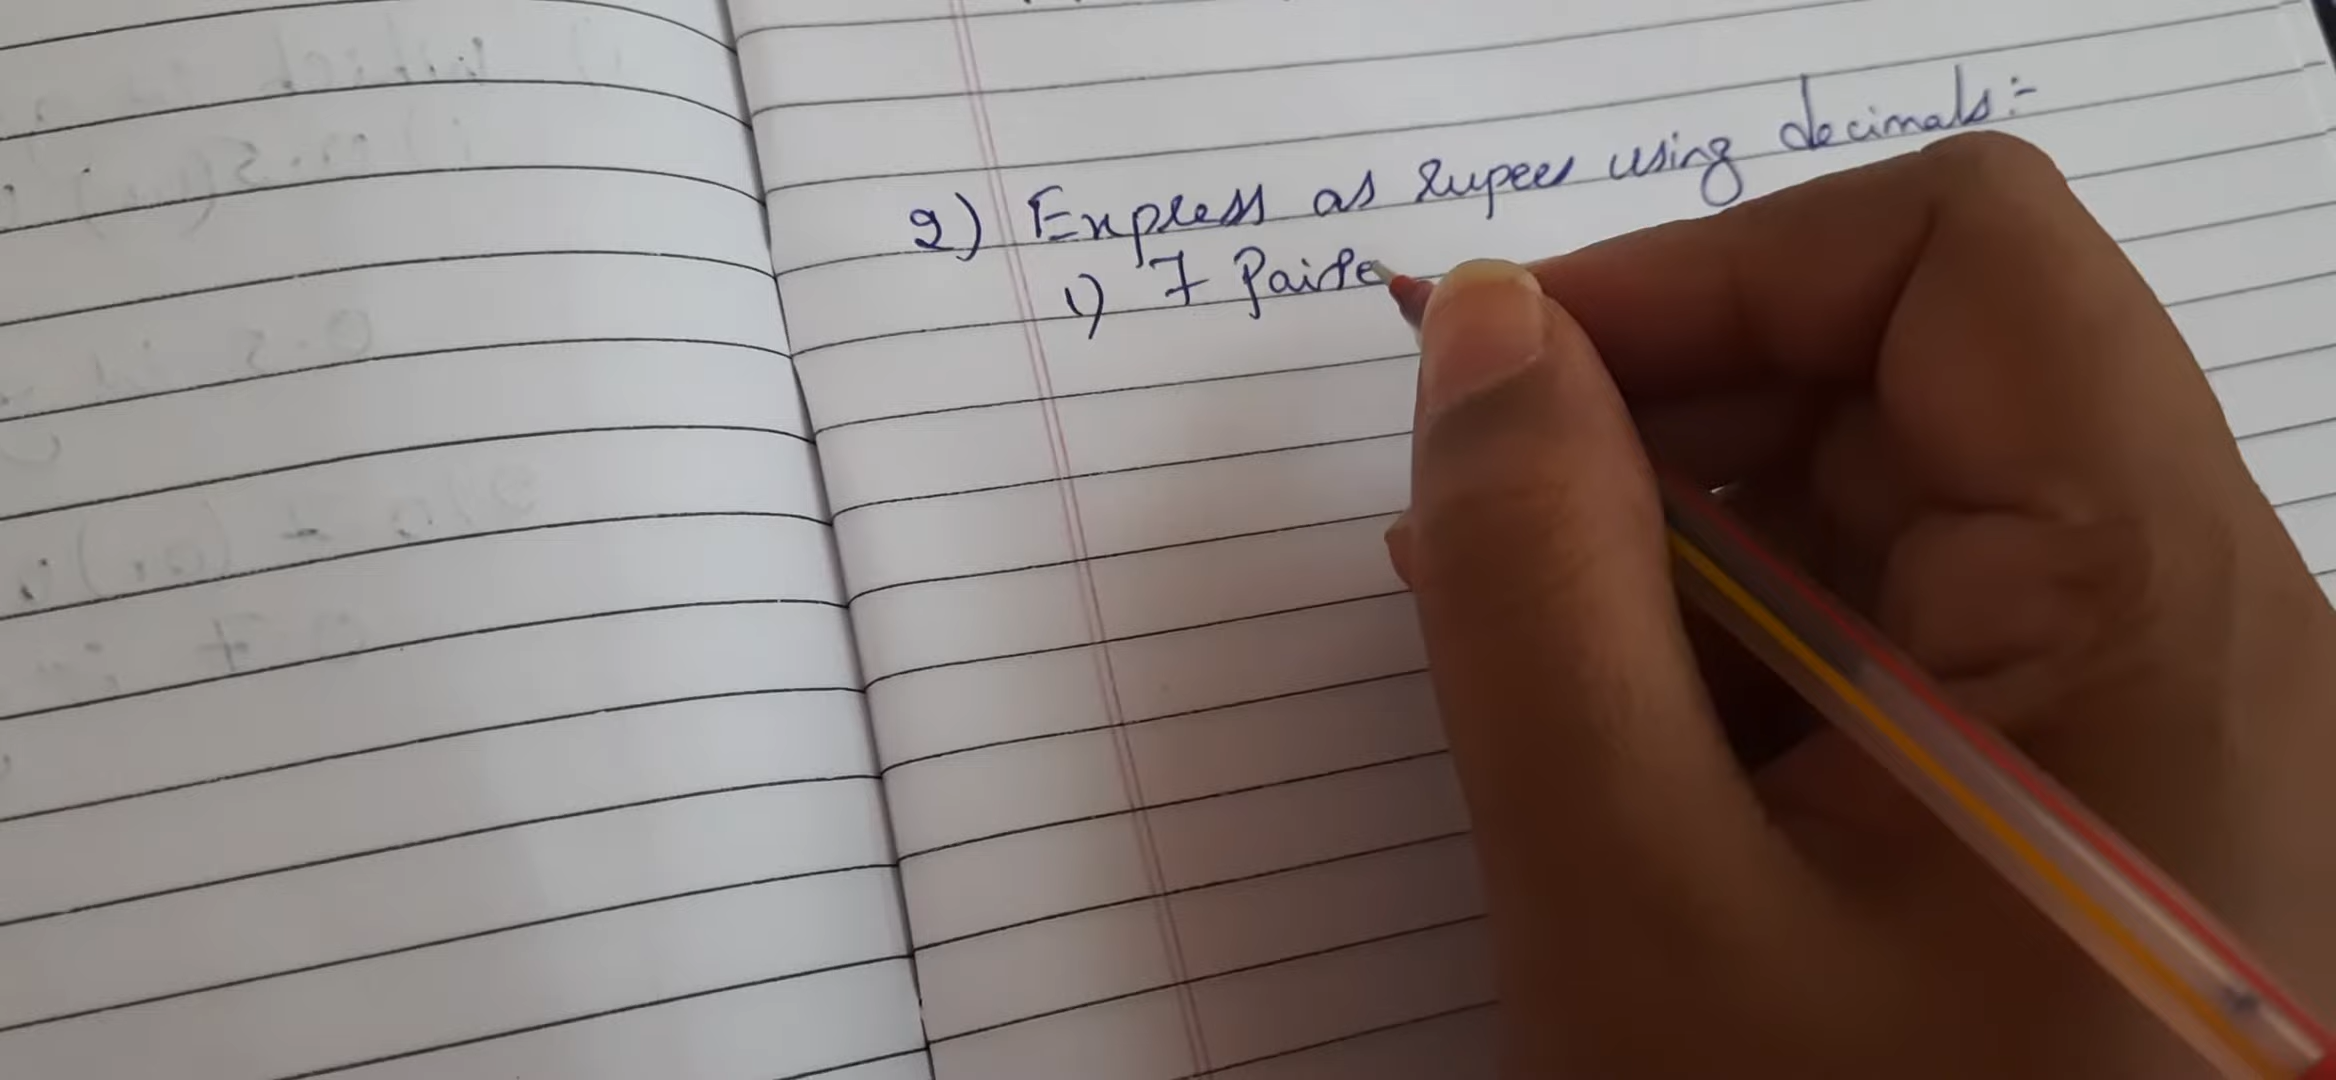 2) Express as rupees using decimals:-
1) 7 Paise